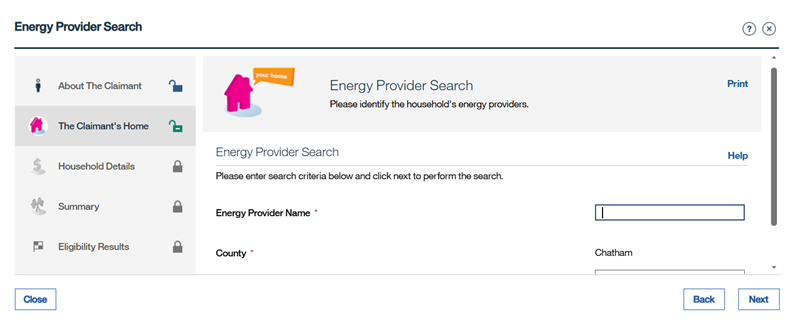 Energy Provider Search
?
About The Claimant
The Claimant's Home
Household Details
Summary
Eligibility Results
your home
Energy Provider Search
Print
Please identify the household's energy providers.
Energy Provider Search
Help
Please enter search criteria below and click next to perform the search.
Energy Provider Name *
County * Chatham
Close
Back
Next